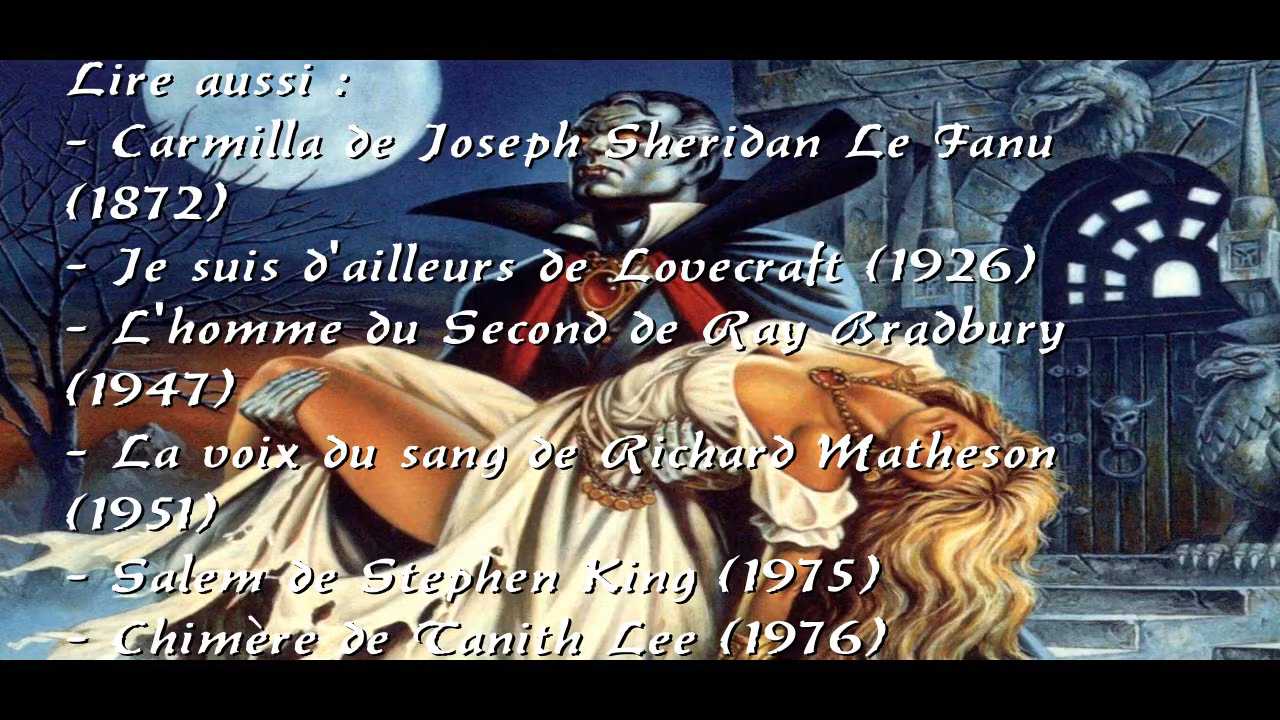 Lire aussi :
- Carmilla de Joseph Sheridan Le Fanu
(1872)
- Je suis d'ailleurs de Lovecraft (1926)
- L'homme du Second de Ray Bradbury
(1947)
- La voix du sang de Richard Matheson
(1951)
- Salem de Stephen King (1975)
- Chimère de Tanith Lee (1976)